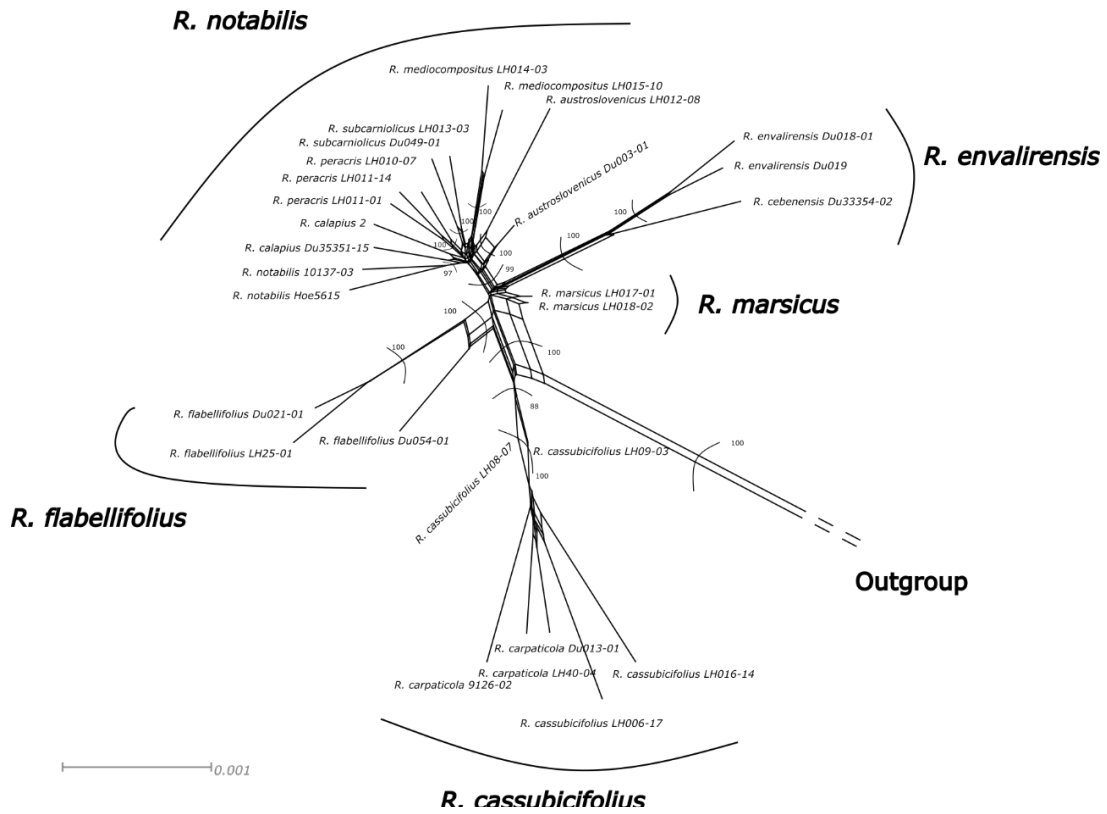 R. notabilis
R. mediocompositus LH014-03
R. mediocompositus LH015-10
R. austroslovenicus LH012-08
R. subcarniolicus LH013-03
R. subcarniolicus Du049-01
R. peracris LH010-07
R. peracris LH011-14
R. peracris LH011-01
R. calapius 2
R. calapius Du35351-15
R. notabilis 10137-03
R. notabilis Hoe5615
R. austroslovenicus Du003-01
R. envalirensis Du018-01
R. envalirensis Du019
R. cebenensis Du33354-02
R. envalirensis
100
100
100
100
97
100
99
100
100
R. marsicus LH017-01
R. marsicus LH018-02
R. marsicus
100
100
100
88
R. flabellifolius Du021-01
R. flabellifolius LH25-01
R. flabellifolius Du054-01
R. flabellifolius
R. cassubicifolius LH08-07
R. cassubicifolius LH09-03
100
100
Outgroup
R. carpaticola Du013-01
R. carpaticola LH40-04
R. carpaticola 9126-02
R. cassubicifolius LH016-14
R. cassubicifolius LH006-17
0.001
R. cassubicifolius